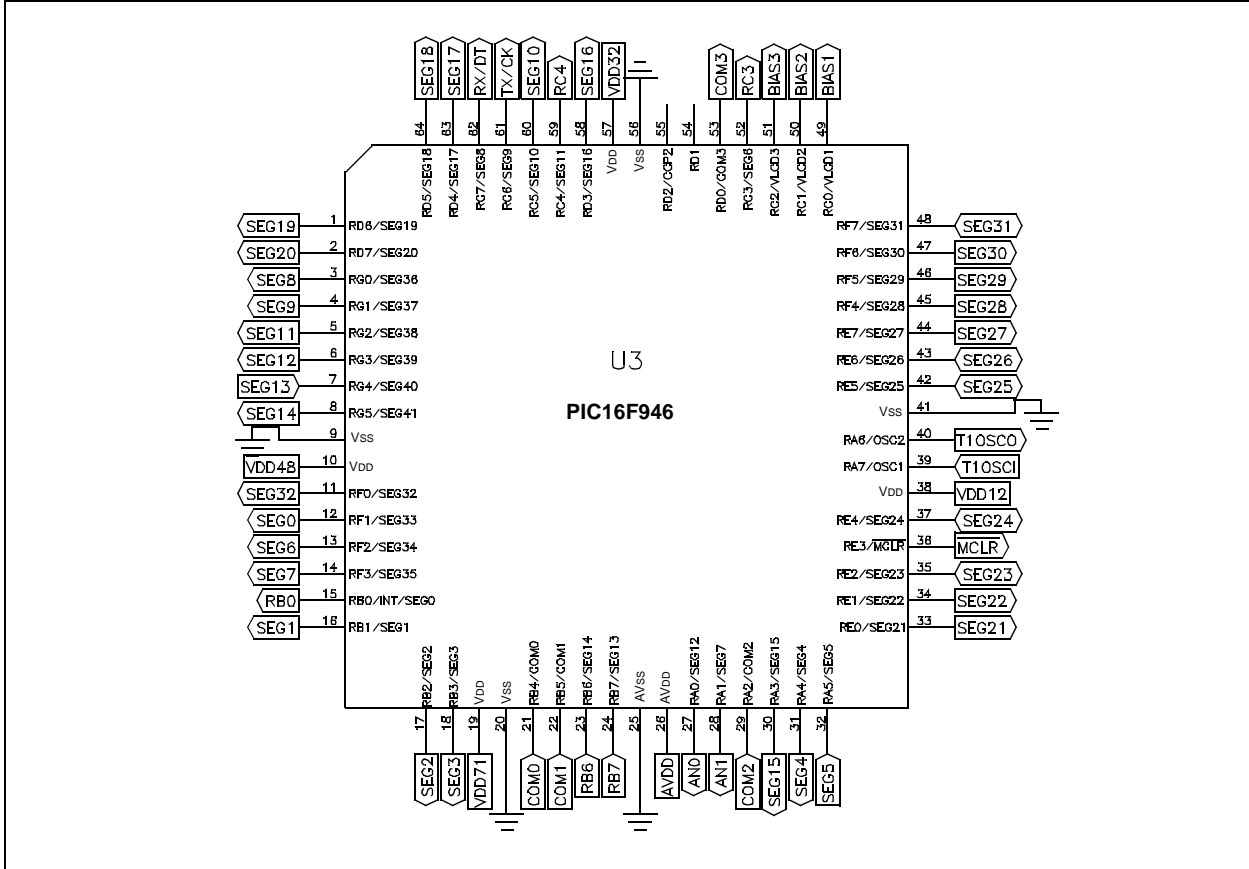 SEG18 SEG17 RX/DT TX/CK SEG10 RC4 SEG16 VDD32 COM3 RC3 BIAS3 BIAS2 BIAS1
64 63 62 61 60 59 58 57 56 55 54 53 52 51 50 49
RD5/SEG18 RD4/SEG17 RG7/SEG8 RC6/SEG9 RC5/SEG10 RC4/SEG11 RD3/SEG16 VDD VSS RD2/CCP2 RD1 RD0/COM3 RC3/SEG6 RC2/VLCD3 RC1/VLCD2 RC0/VLCD1
SEG19 1 RD6/SEG19 RF7/SEG31 48 SEG31
SEG20 2 RD7/SEG20 RF6/SEG30 47 SEG30
SEG8 3 RG0/SEG36 RF5/SEG29 46 SEG29
SEG9 4 RG1/SEG37 RF4/SEG28 45 SEG28
SEG11 5 RG2/SEG38 RE7/SEG27 44 SEG27
SEG12 6 RG3/SEG39 U3 RE6/SEG26 43 SEG26
SEG13 7 RG4/SEG40 RE5/SEG25 42 SEG25
SEG14 8 RG5/SEG41 PIC16F946 VSS 41
9 VSS RA6/OSC2 40 T1OSCO
VDD48 10 VDD RA7/OSC1 39 T1OSCI
SEG32 11 RF0/SEG32 VDD 38 VDD12
SEG0 12 RF1/SEG33 RE4/SEG24 37 SEG24
SEG6 13 RF2/SEG34 RE3/MCLR 36 MCLR
SEG7 14 RF3/SEG35 RE2/SEG23 35 SEG23
RB0 15 RB0/INT/SEG0 RE1/SEG22 34 SEG22
SEG1 16 RB1/SEG1 RE0/SEG21 33 SEG21
RB2/SEG2 RB3/SEG3 VDD VSS RB4/COM0 RB5/COM1 RB6/SEG14 RB7/SEG13 AVSS AVDD RA0/SEG12 RA1/SEG7 RA2/COM2 RA3/SEG15 RA4/SEG4 RA5/SEG5
17 18 19 20 21 22 23 24 25 26 27 28 29 30 31 32
SEG2 SEG3 VDD71 COM0 COM1 RB6 RB7 AVDD AN0 AN1 COM2 SEG15 SEG4 SEG5